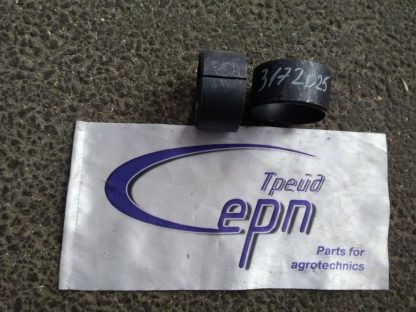 3172025
Трейд
Серп
Parts for
agrotechnics